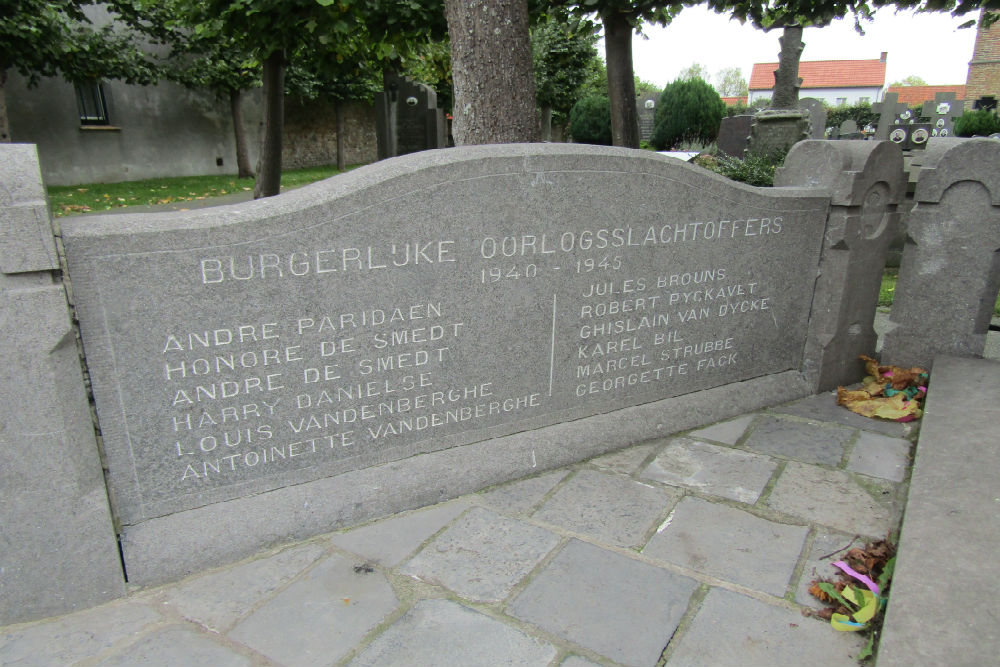 BURGERLIJKE OORLOGSSLACHTOFFERS
1940 - 1945
ANDRE PARIDAEN
HONORE DE SMEDT
ANDRE DE SMEDT
HARRY DANIELSE
LOUIS VANDENBERGHE
ANTOINETTE VANDENBERGHE
JULES BROUNS
ROBERT PYCKAVET
GHISLAIN VAN DYCKE
KAREL BIL
MARCEL STRUBBE
GEORGETTE FACK